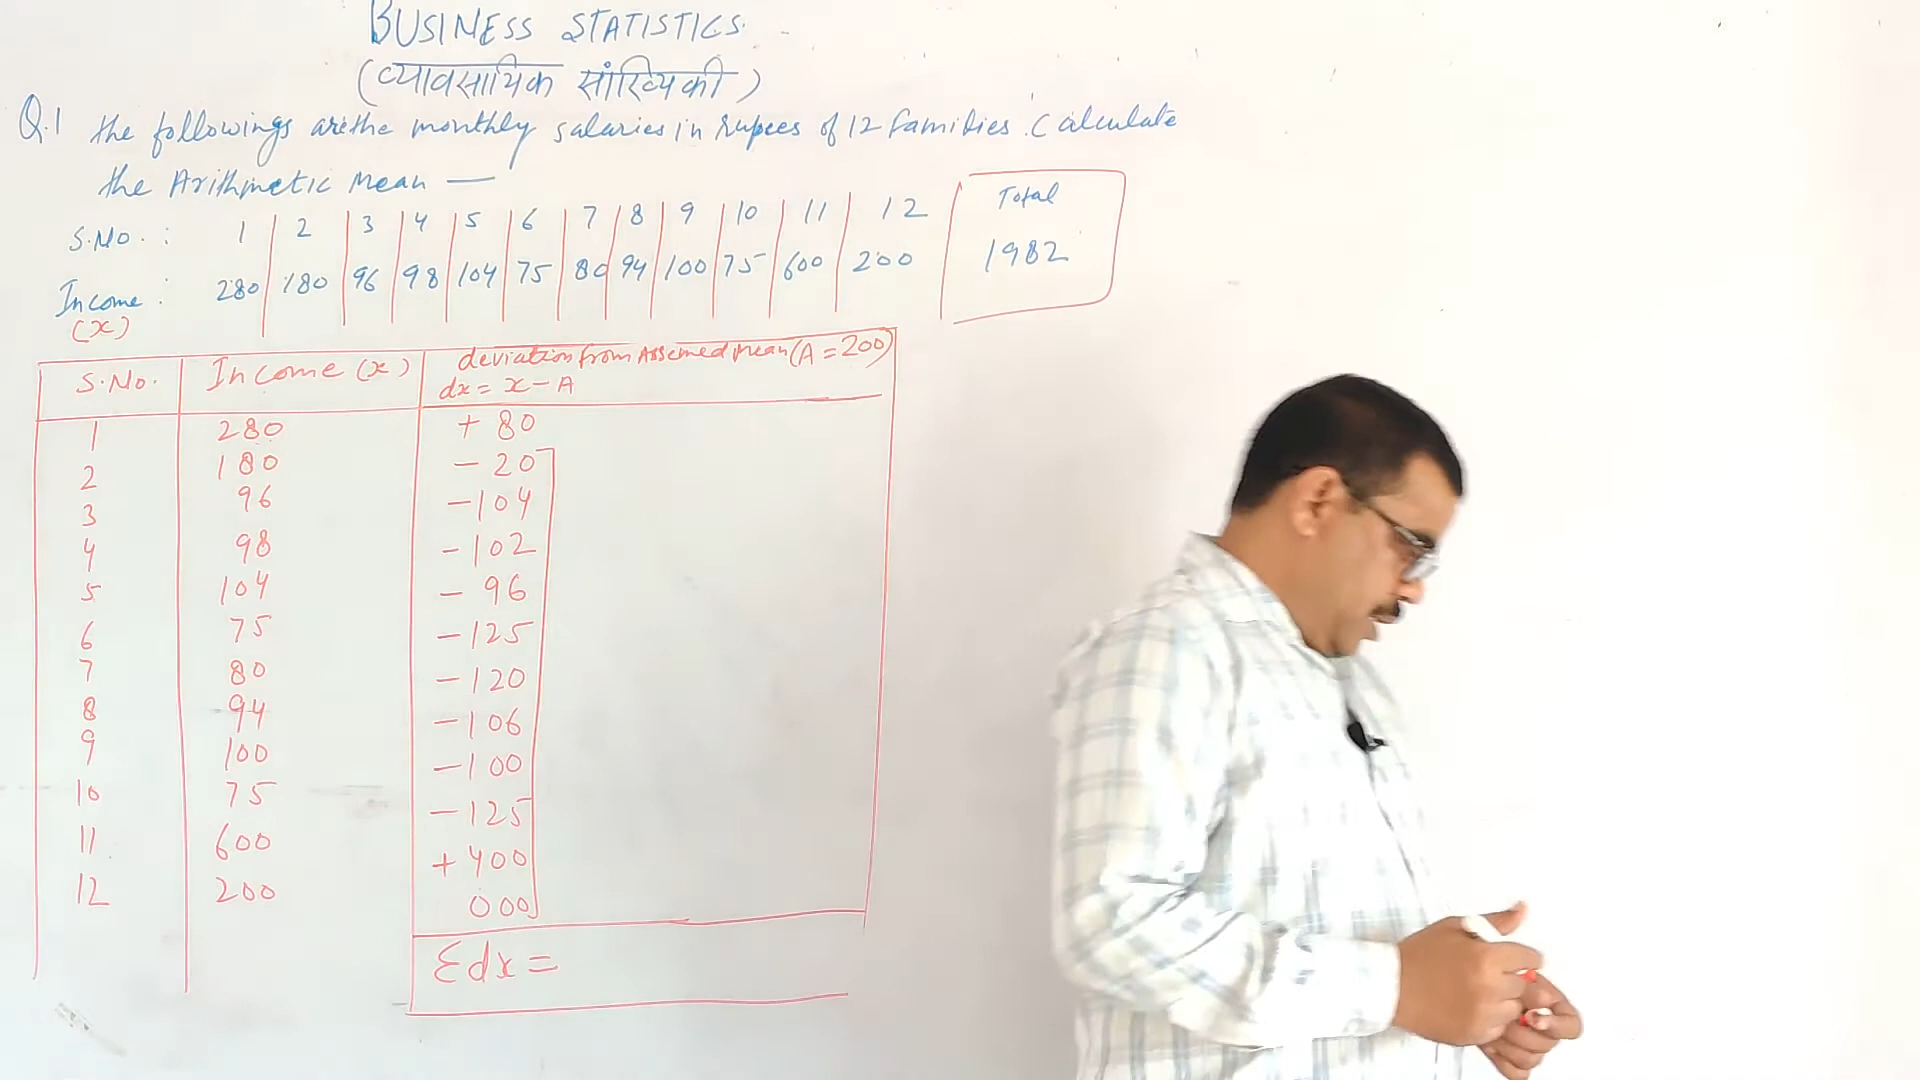 BUSINESS STATISTICS
(व्यावसायिक सांख्यिकी)
Q.1 the followings are the monthly salaries in rupees of 12 families. Calculate
the Arithmetic Mean —
S.No. : 1 2 3 4 5 6 7 8 9 10 11 12 Total
Income : 280 180 96 98 104 75 80 94 100 75 600 200 1982
(x)
S.No. Income (x) deviation from Assemed mean (A = 200)
dx = x - A
1 280 + 80
2 180 - 20
3 96 - 104
4 98 - 102
5 104 - 96
6 75 - 125
7 80 - 120
8 94 - 106
9 100 - 100
10 75 - 125
11 600 + 400
12 200 000
Σdx =